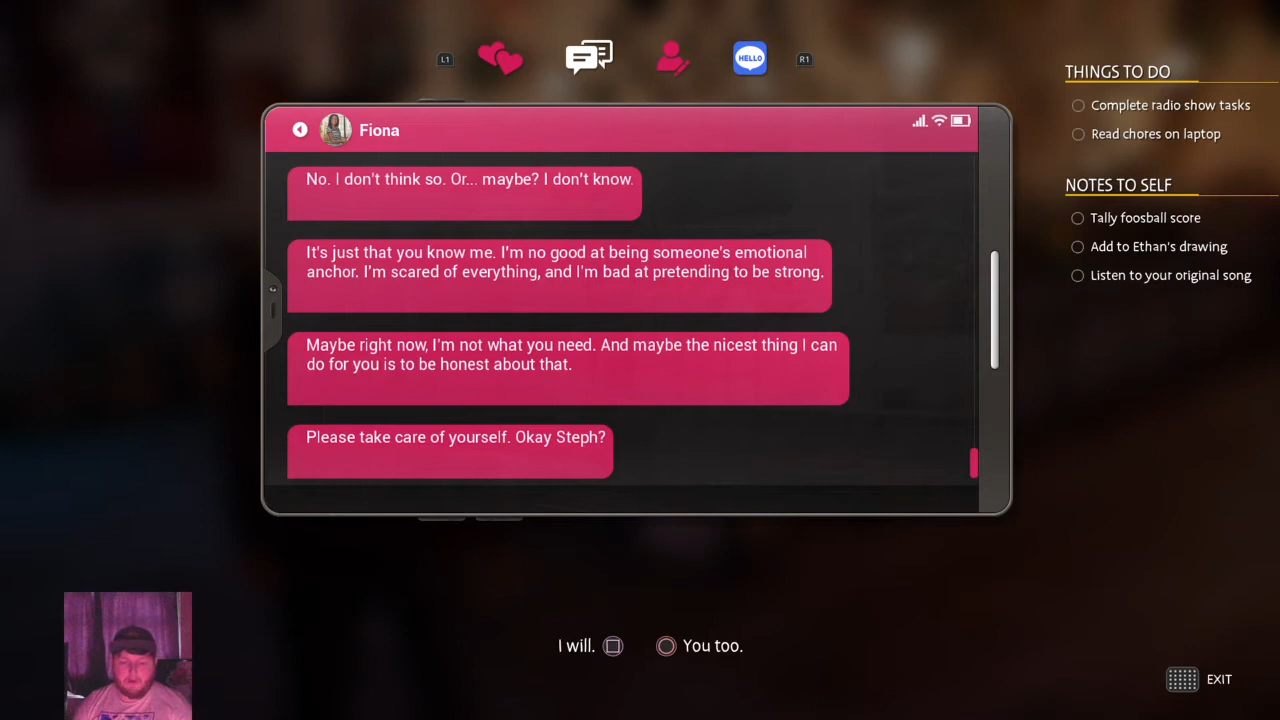 L1
HELLO
R1
Fiona
No. I don't think so. Or... maybe? I don't know.
It's just that you know me. I'm no good at being someone's emotional
anchor. I'm scared of everything, and I'm bad at pretending to be strong.
Maybe right now, I'm not what you need. And maybe the nicest thing I can
do for you is to be honest about that.
Please take care of yourself. Okay Steph?
THINGS TO DO
Complete radio show tasks
Read chores on laptop
NOTES TO SELF
Tally foosball score
Add to Ethan's drawing
Listen to your original song
I will.
You too.
EXIT